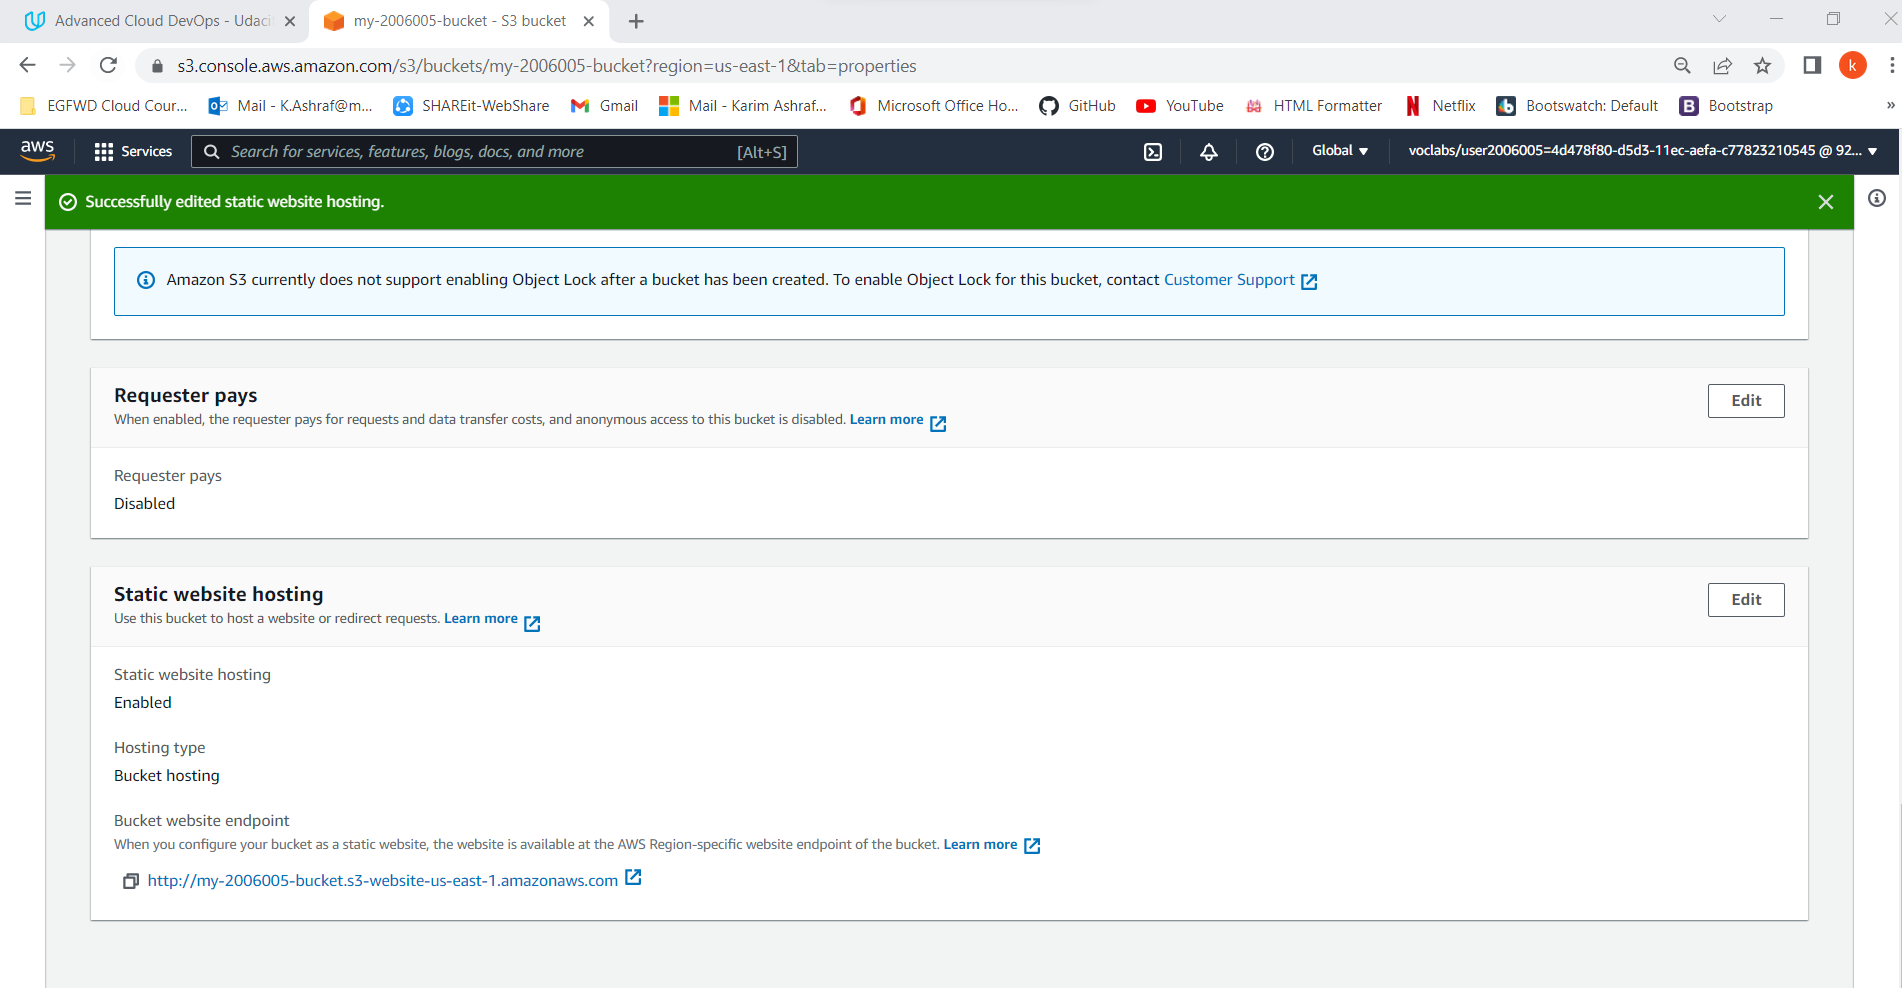 Advanced Cloud DevOps - Udaci
my-2006005-bucket - S3 bucket
s3.console.aws.amazon.com/s3/buckets/my-2006005-bucket?region=us-east-1&tab=properties
k
EGFWD Cloud Cour...
Mail - K.Ashraf@m...
SHAREit-WebShare
Gmail
Mail - Karim Ashraf...
Microsoft Office Ho...
GitHub
YouTube
HTML Formatter
Netflix
Bootswatch: Default
Bootstrap
»
aws
Services
Search for services, features, blogs, docs, and more
[Alt+S]
Global
voclabs/user2006005=4d478f80-d5d3-11ec-aefa-c77823210545 @ 92...
Successfully edited static website hosting.
Amazon S3 currently does not support enabling Object Lock after a bucket has been created. To enable Object Lock for this bucket, contact Customer Support
Requester pays
Edit
When enabled, the requester pays for requests and data transfer costs, and anonymous access to this bucket is disabled. Learn more
Requester pays
Disabled
Static website hosting
Edit
Use this bucket to host a website or redirect requests. Learn more
Static website hosting
Enabled
Hosting type
Bucket hosting
Bucket website endpoint
When you configure your bucket as a static website, the website is available at the AWS Region-specific website endpoint of the bucket. Learn more
http://my-2006005-bucket.s3-website-us-east-1.amazonaws.com